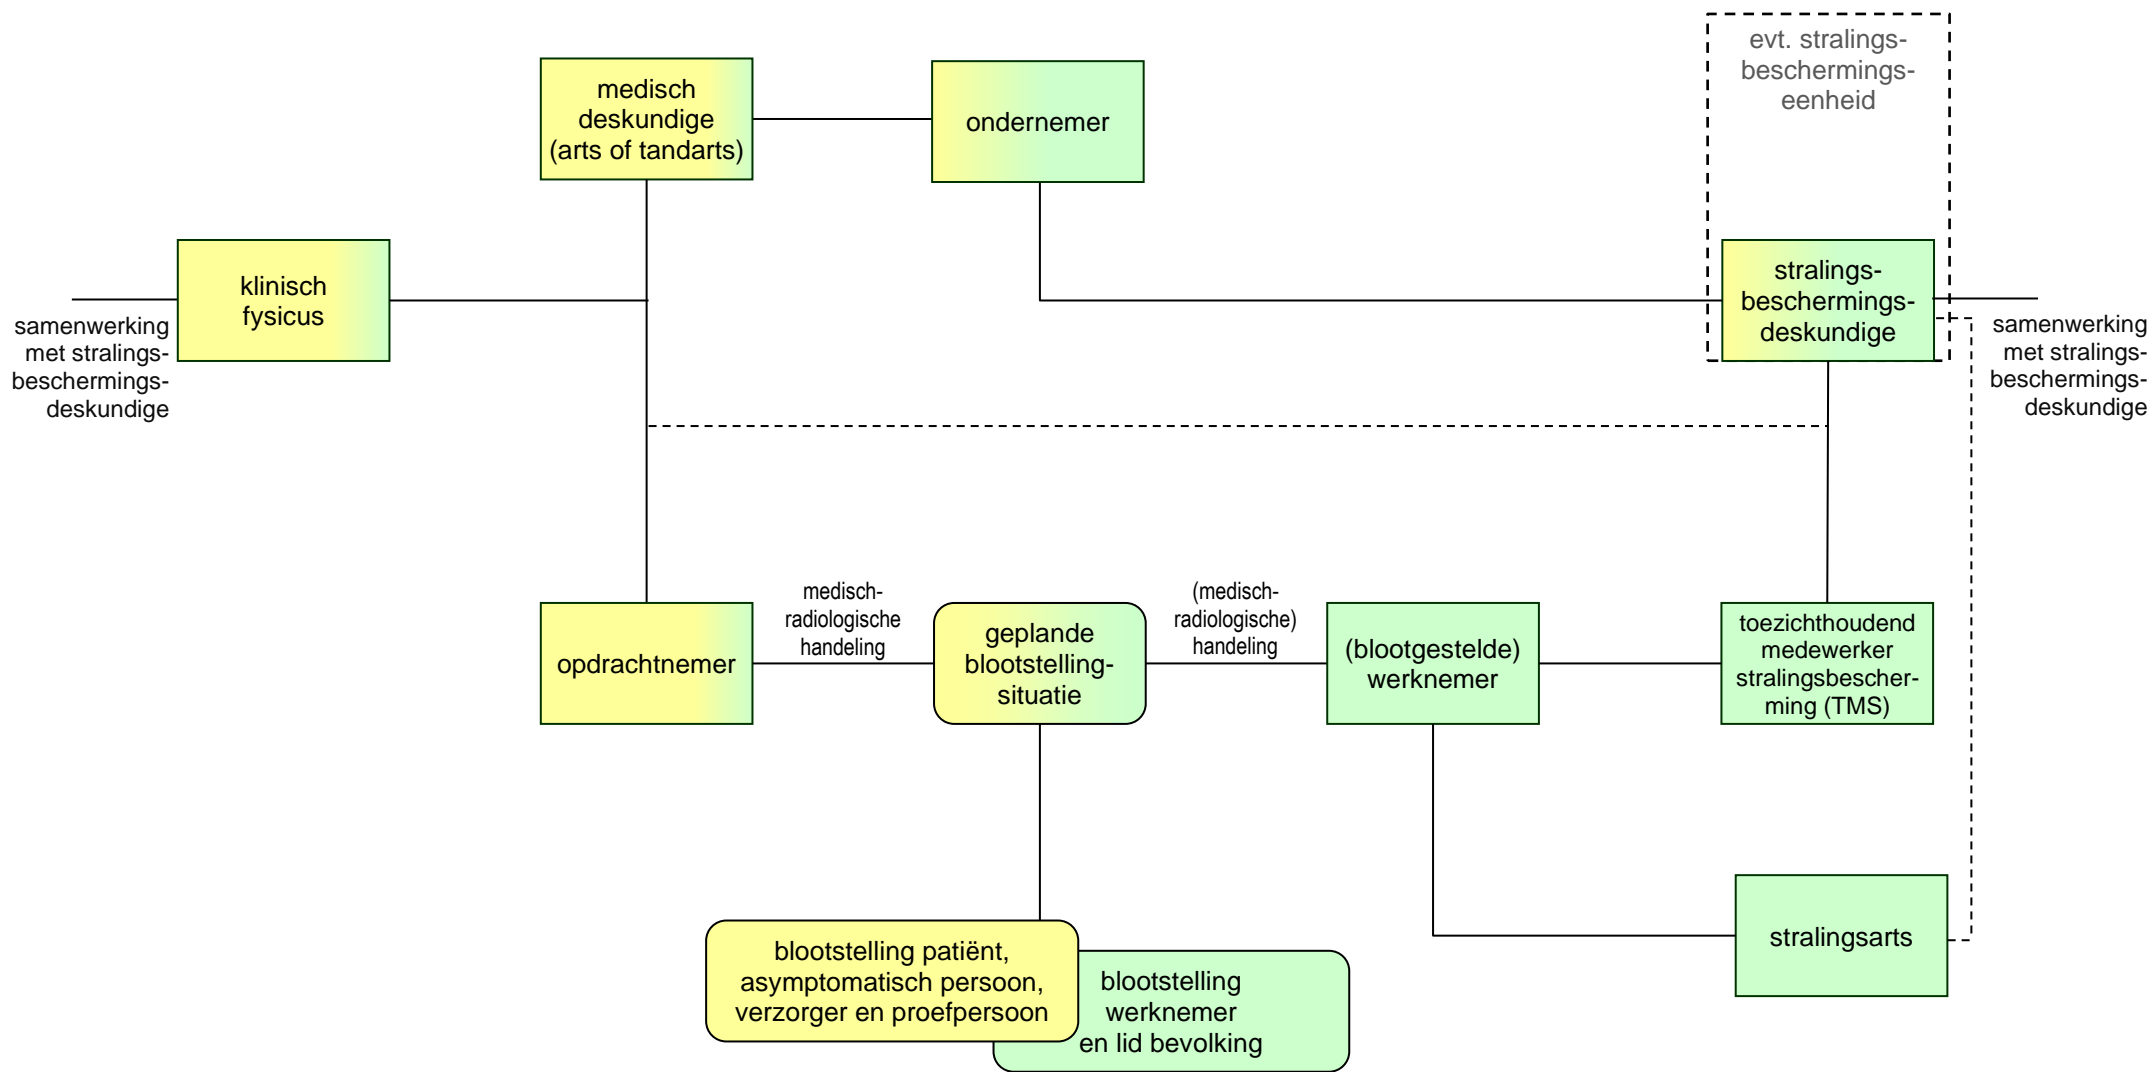 evt. stralings-
beschermings-
eenheid
medisch
deskundige
(arts of tandarts)
ondernemer
klinisch
fysicus
stralings-
beschermings-
deskundige
samenwerking
met stralings-
beschermings-
deskundige
samenwerking
met stralings-
beschermings-
deskundige
opdrachtnemer
medisch-
radiologische
handeling
geplande
blootstelling-
situatie
(medisch-
radiologische)
handeling
(blootgestelde)
werknemer
toezichthoudend
medewerker
stralingsbescher-
ming (TMS)
stralingsarts
blootstelling patiënt,
asymptomatisch persoon,
verzorger en proefpersoon
blootstelling
werknemer
en lid bevolking